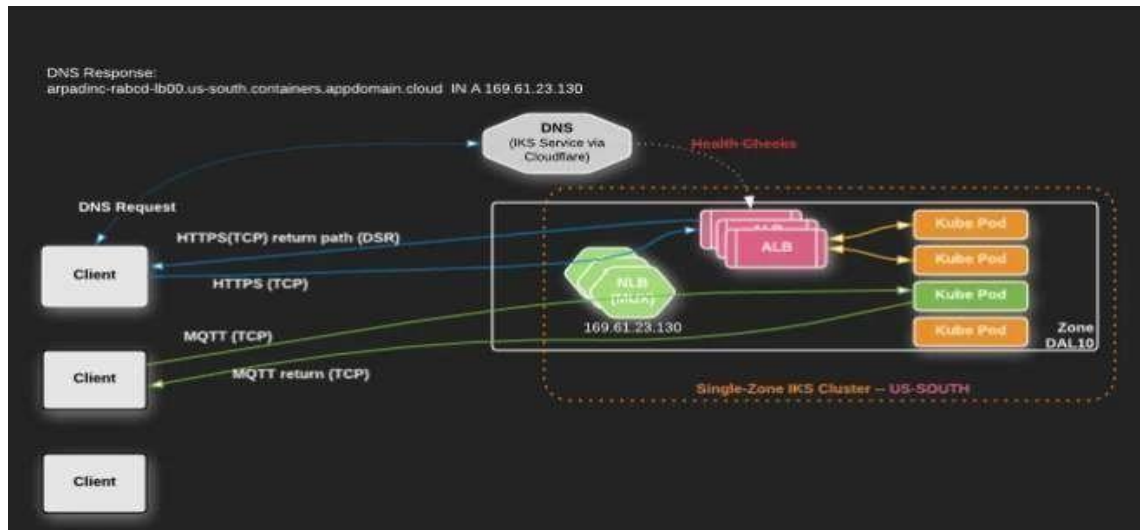 DNS Response:
arpadinc-rabcd-lb00.us-south.containers.appdomain.cloud IN A 169.61.23.130
DNS
(IKS Service via
Cloudflare)
Health Checks
DNS Request
HTTPS(TCP) return path (DSR)
Client
HTTPS (TCP)
ALB
ALB
NLB
(MUX)
169.61.23.130
Kube Pod
Kube Pod
Kube Pod
Kube Pod
Zone
DAL10
MQTT (TCP)
MQTT return (TCP)
Client
Single-Zone IKS Cluster -- US-SOUTH
Client